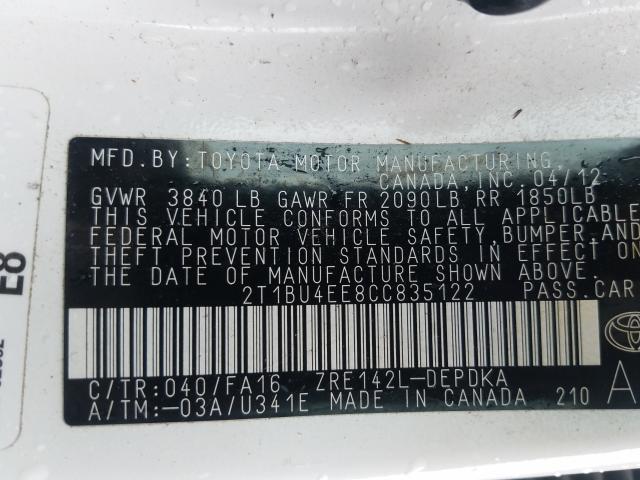 MFD.BY: TOYOTA MOTOR MANUFACTURING
CANADA, INC. 04/12
GVWR 3840 LB GAWR FR 2090LB, RR 1850LB
THIS VEHICLE CONFORMS TO ALL APPLICABLE
FEDERAL MOTOR VEHICLE SAFETY, BUMPER AND
THEFT PREVENTION STANDARDS IN EFFECT ON
THE DATE OF MANUFACTURE SHOWN ABOVE.
2T1BU4EE8CC835122 PASS. CAR
C/TR: 040/FA16 ZRE142L-DEPDKA
A/TM: -03A/U341E MADE IN CANADA 210
A
E8